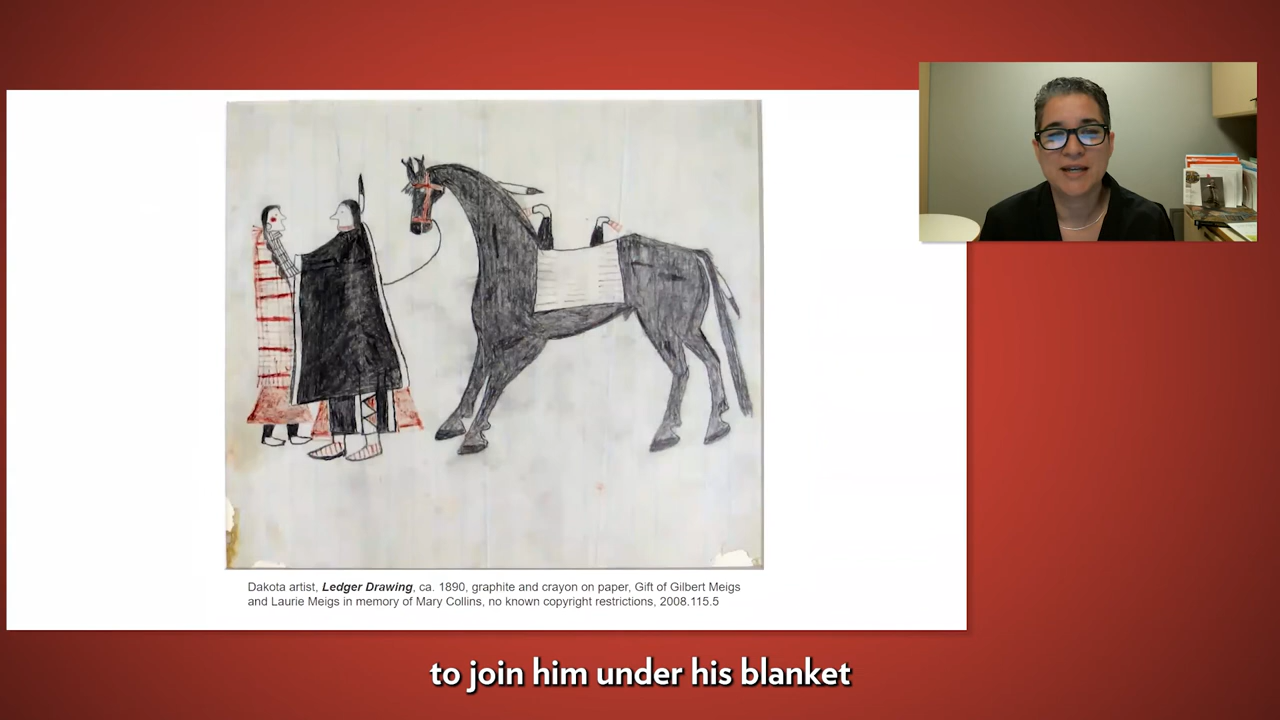 Dakota artist, Ledger Drawing, ca. 1890, graphite and crayon on paper, Gift of Gilbert Meigs
and Laurie Meigs in memory of Mary Collins, no known copyright restrictions, 2008.115.5
to join him under his blanket